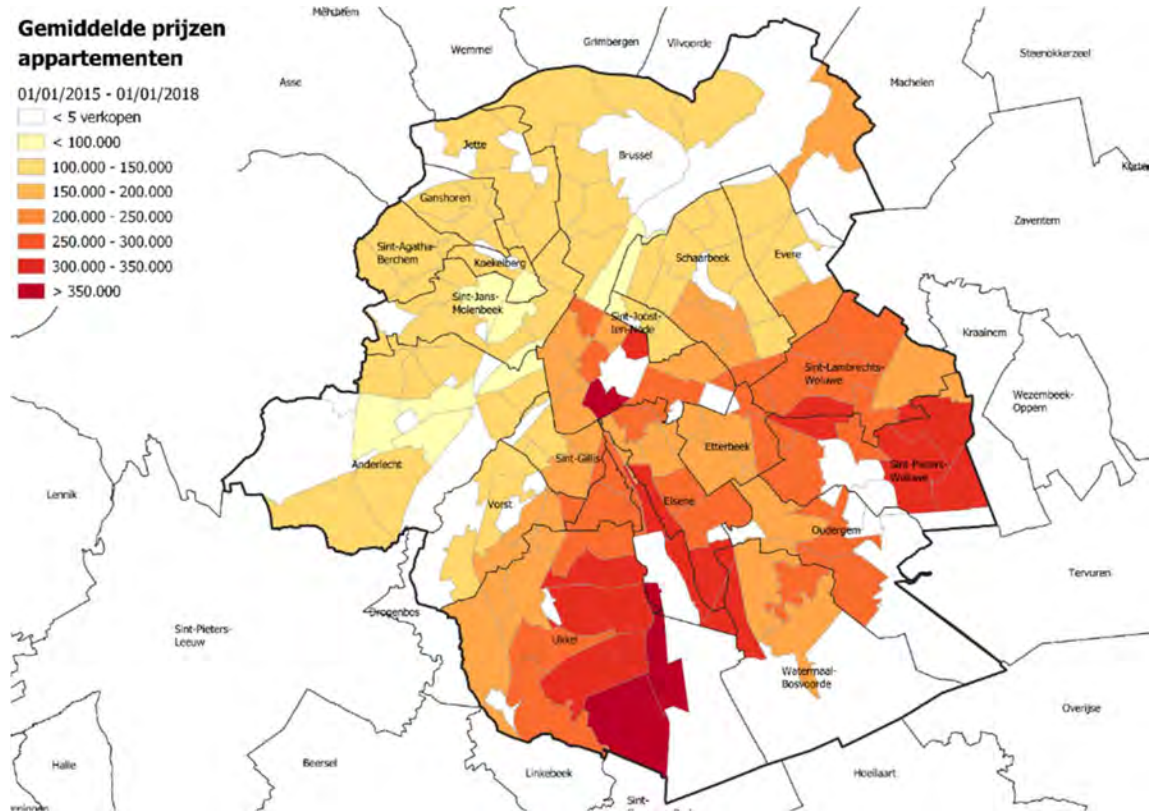 Gemiddelde prijzen
appartementen
01/01/2015 - 01/01/2018
< 5 verkopen
< 100.000
100.000 - 150.000
150.000 - 200.000
200.000 - 250.000
250.000 - 300.000
300.000 - 350.000
> 350.000
Merchtem
Wemmel
Grimbergen
Vilvoorde
Steenokkerzeel
Asse
Machelen
Jette
Brussel
Ganshoren
Zaventem
Sint-Agatha-
Berchem
Koekelberg
Schaarbeek
Evere
Sint-Jans-
Molenbeek
Sint-Joost-
ten-Node
Kraainem
Sint-Lambrechts-
Woluwe
Wezembeek-
Oppem
Etterbeek
Sint-Gillis
Anderlecht
Sint-Pieters-
Woluwe
Lennik
Vorst
Elsene
Oudergem
Tervuren
Drogenbos
Sint-Pieters-
Leeuw
Ukkel
Watermaal-
Bosvoorde
Overijse
Halle
Beersel
Linkebeek
Hoeilaart
Sint-